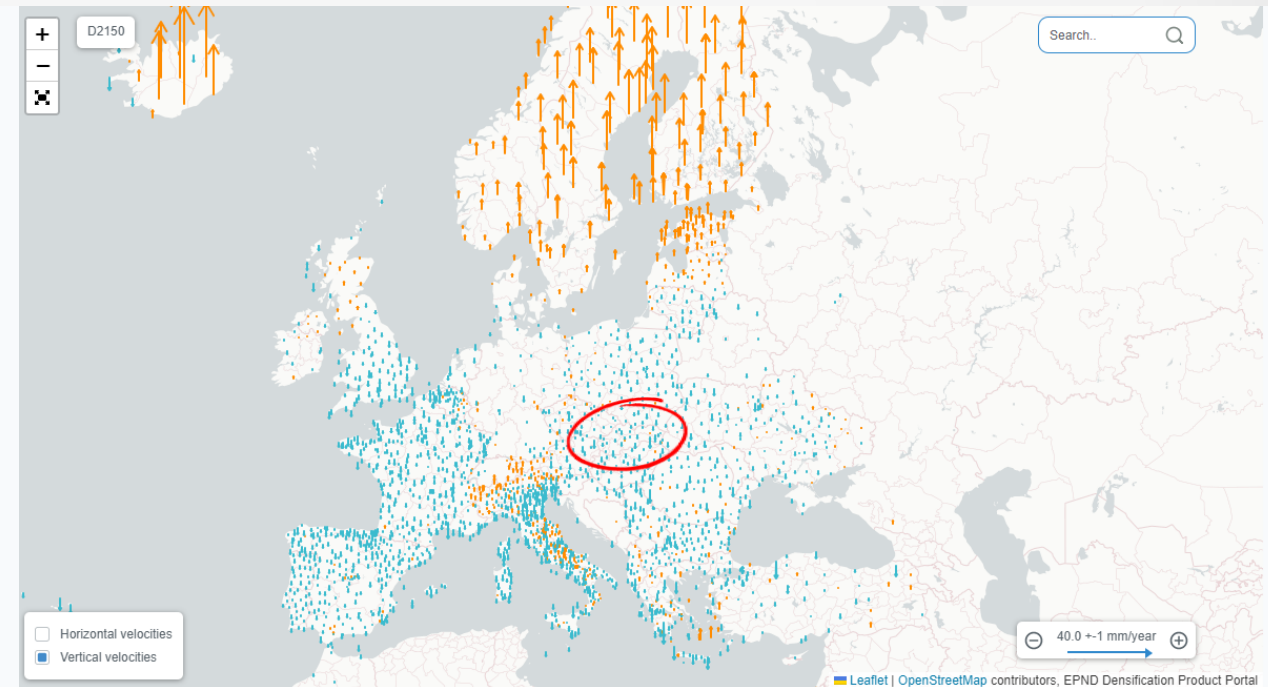 +
D2150
Search..
−
Horizontal velocities
Vertical velocities
40.0 +-1 mm/year
Leaflet | OpenStreetMap contributors, EPND Densification Product Portal